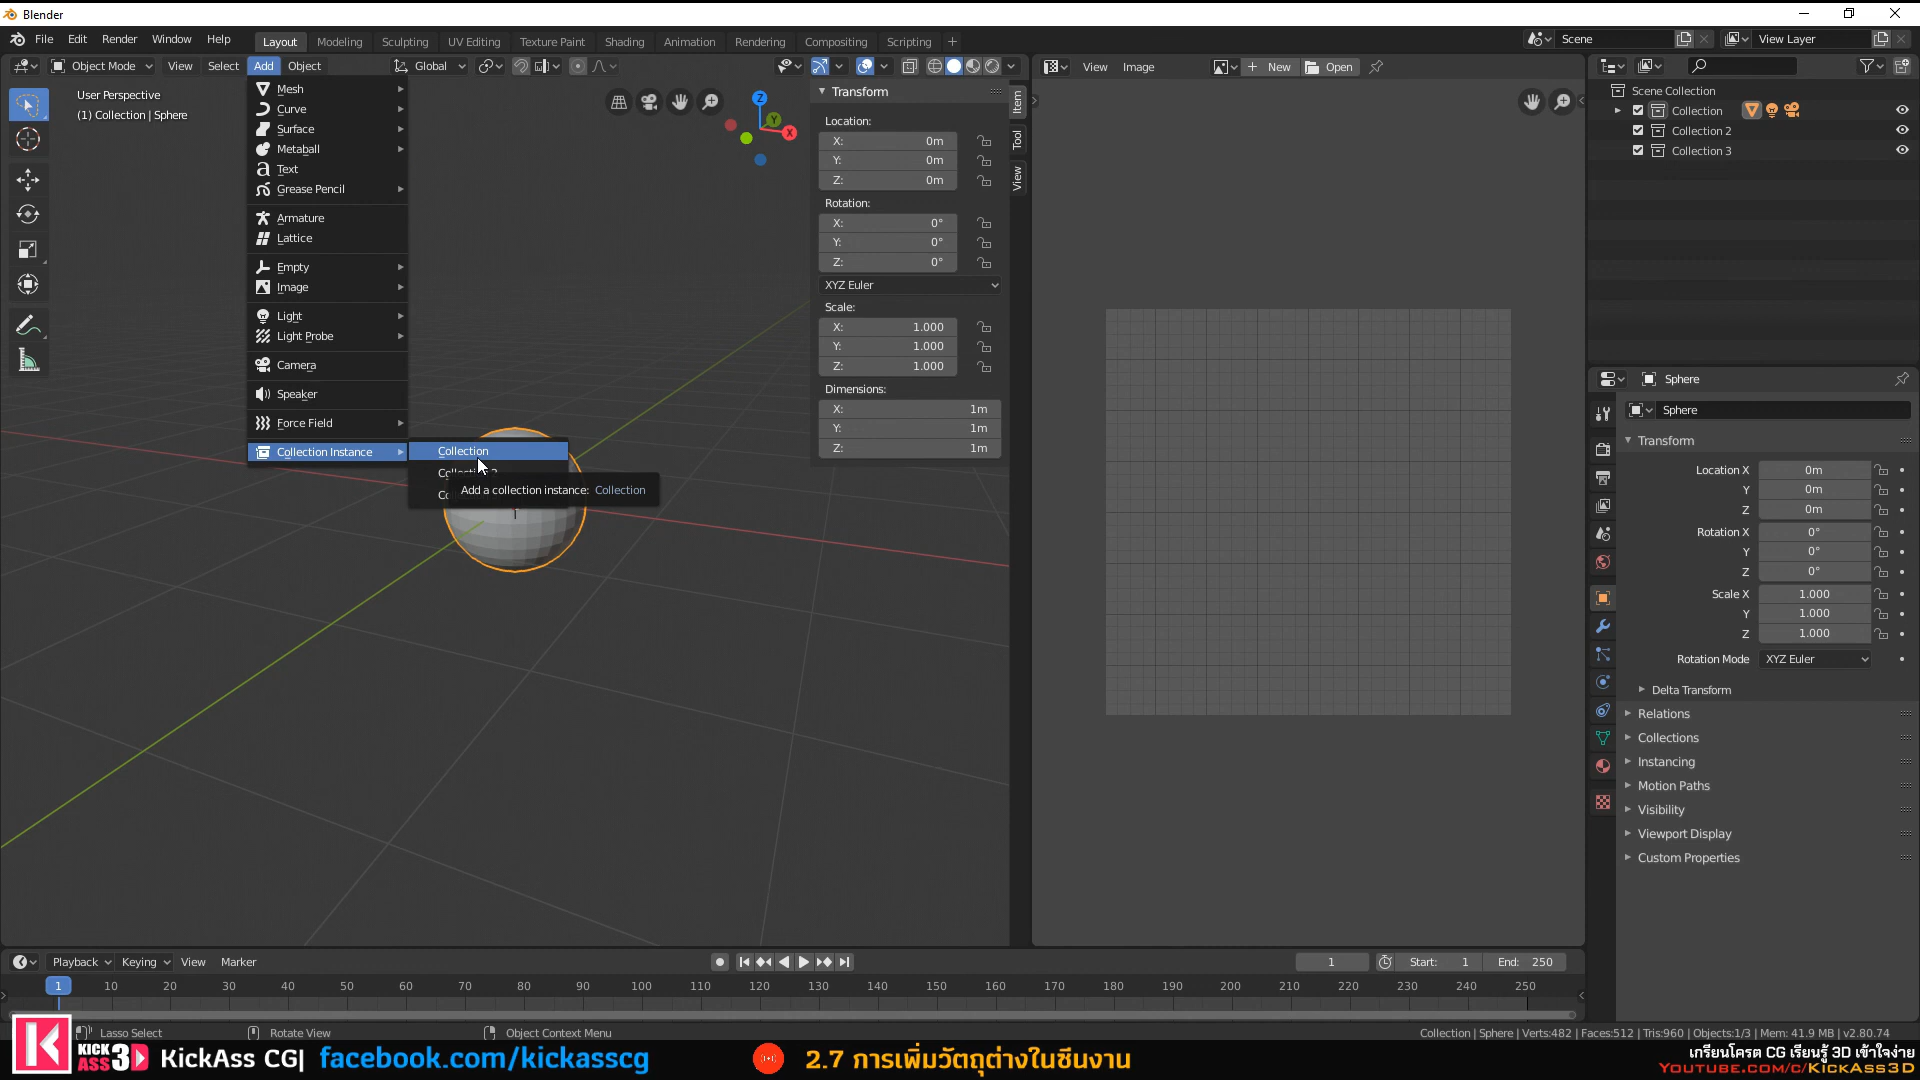 Blender
File Edit Render Window Help
Layout Modeling Sculpting UV Editing Texture Paint Shading Animation Rendering Compositing Scripting +
Scene
View Layer
Object Mode View Select Add Object
Global
View Image
New Open
User Perspective
(1) Collection | Sphere
Mesh
Curve
Surface
Metaball
Text
Grease Pencil
Armature
Lattice
Empty
Image
Light
Light Probe
Camera
Speaker
Force Field
Collection Instance
Collection
Add a collection instance: Collection
Z
Y
X
Transform
Location:
X: 0m
Y: 0m
Z: 0m
Rotation:
X: 0°
Y: 0°
Z: 0°
XYZ Euler
Scale:
X: 1.000
Y: 1.000
Z: 1.000
Dimensions:
X: 1m
Y: 1m
Z: 1m
Item
Tool
View
Scene Collection
Collection
Collection 2
Collection 3
Sphere
Sphere
Transform
Location X 0m
Y 0m
Z 0m
Rotation X 0°
Y 0°
Z 0°
Scale X 1.000
Y 1.000
Z 1.000
Rotation Mode XYZ Euler
Delta Transform
Relations
Collections
Instancing
Motion Paths
Visibility
Viewport Display
Custom Properties
Playback Keying View Marker
1
Start: 1 End: 250
1 10 20 30 40 50 60 70 80 90 100 110 120 130 140 150 160 170 180 190 200 210 220 230 240 250
Lasso Select Rotate View Object Context Menu
Collection | Sphere | Verts:482 | Faces:512 | Tris:960 | Objects:1/3 | Mem: 41.9 MB | v2.80.74
KICK ASS 3D
KickAss CG| facebook.com/kickasscg
2.7 การเพิ่มวัตถุต่างในซีนงาน
เกรียนโครต CG เรียนรู้ 3D เข้าใจง่าย
YOUTUBE.COM/C/KICKASS3D